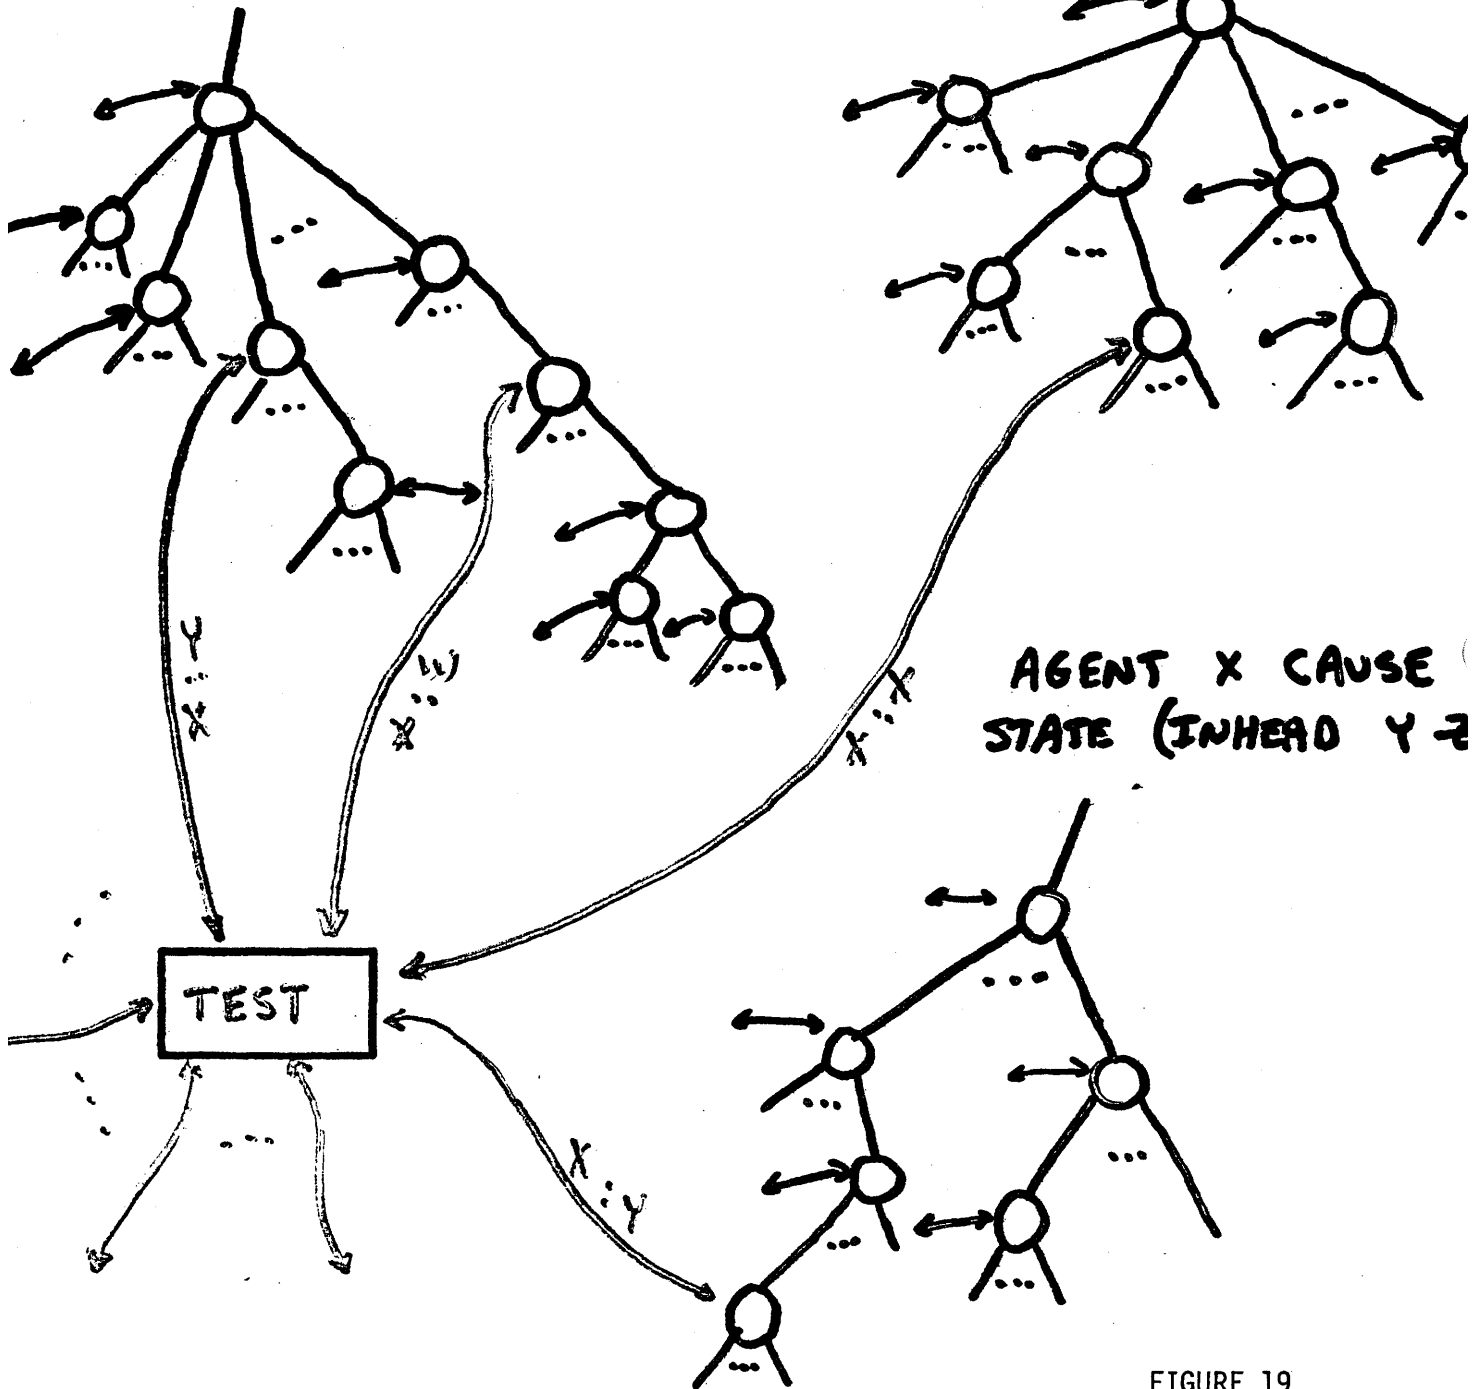 X : Y
X : W
X : X
AGENT X CAUSE (
STATE (INHEAD Y Z
TEST
X : Y
FIGURE 19